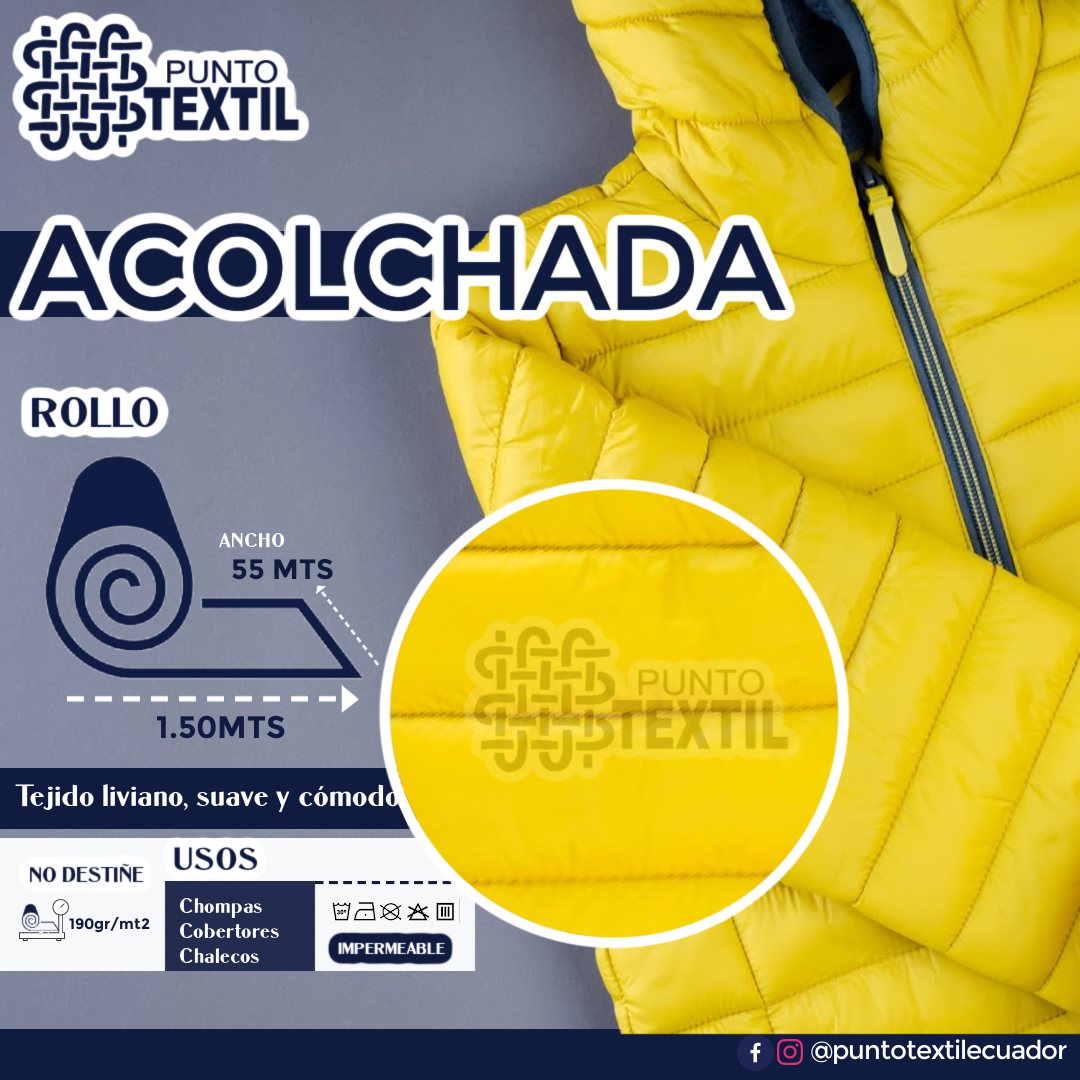 PUNTO
TEXTIL
ACOLCHADA
ROLLO
ANCHO
55 MTS
1.50MTS
Tejido liviano, suave y cómodo
PUNTO
TEXTIL
NO DESTIÑE
190gr/mt2
USOS
Chompas
Cobertores
Chalecos
30°
IMPERMEABLE
@puntotextilecuador